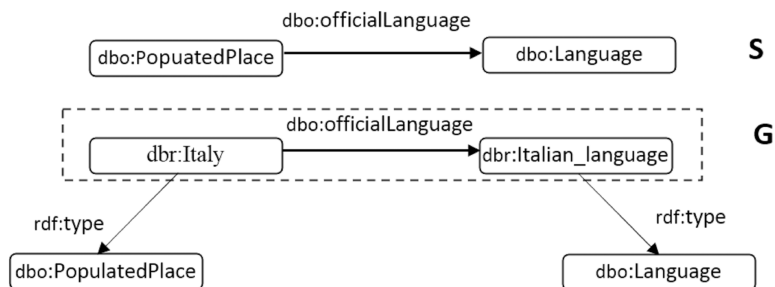 dbo:officialLanguage
dbo:PopuatedPlace
dbo:Language
S
dbo:officialLanguage
G
dbr:Italy
dbr:Italian_language
rdf:type
rdf:type
dbo:PopulatedPlace
dbo:Language